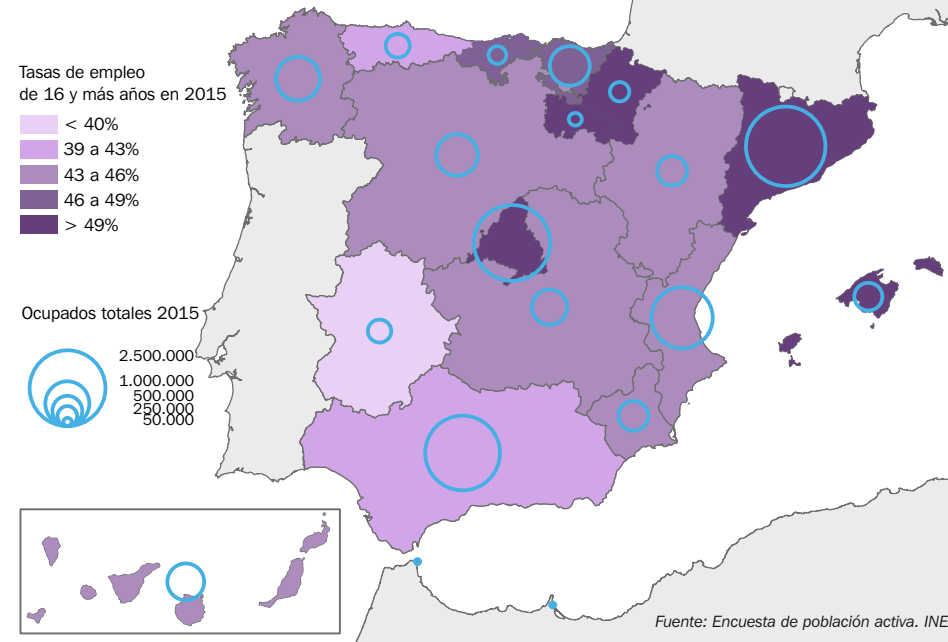 Tasas de empleo
de 16 y más años en 2015
< 40%
39 a 43%
43 a 46%
46 a 49%
> 49%
Ocupados totales 2015
2.500.000
1.000.000
500.000
250.000
50.000
Fuente: Encuesta de población activa. INE